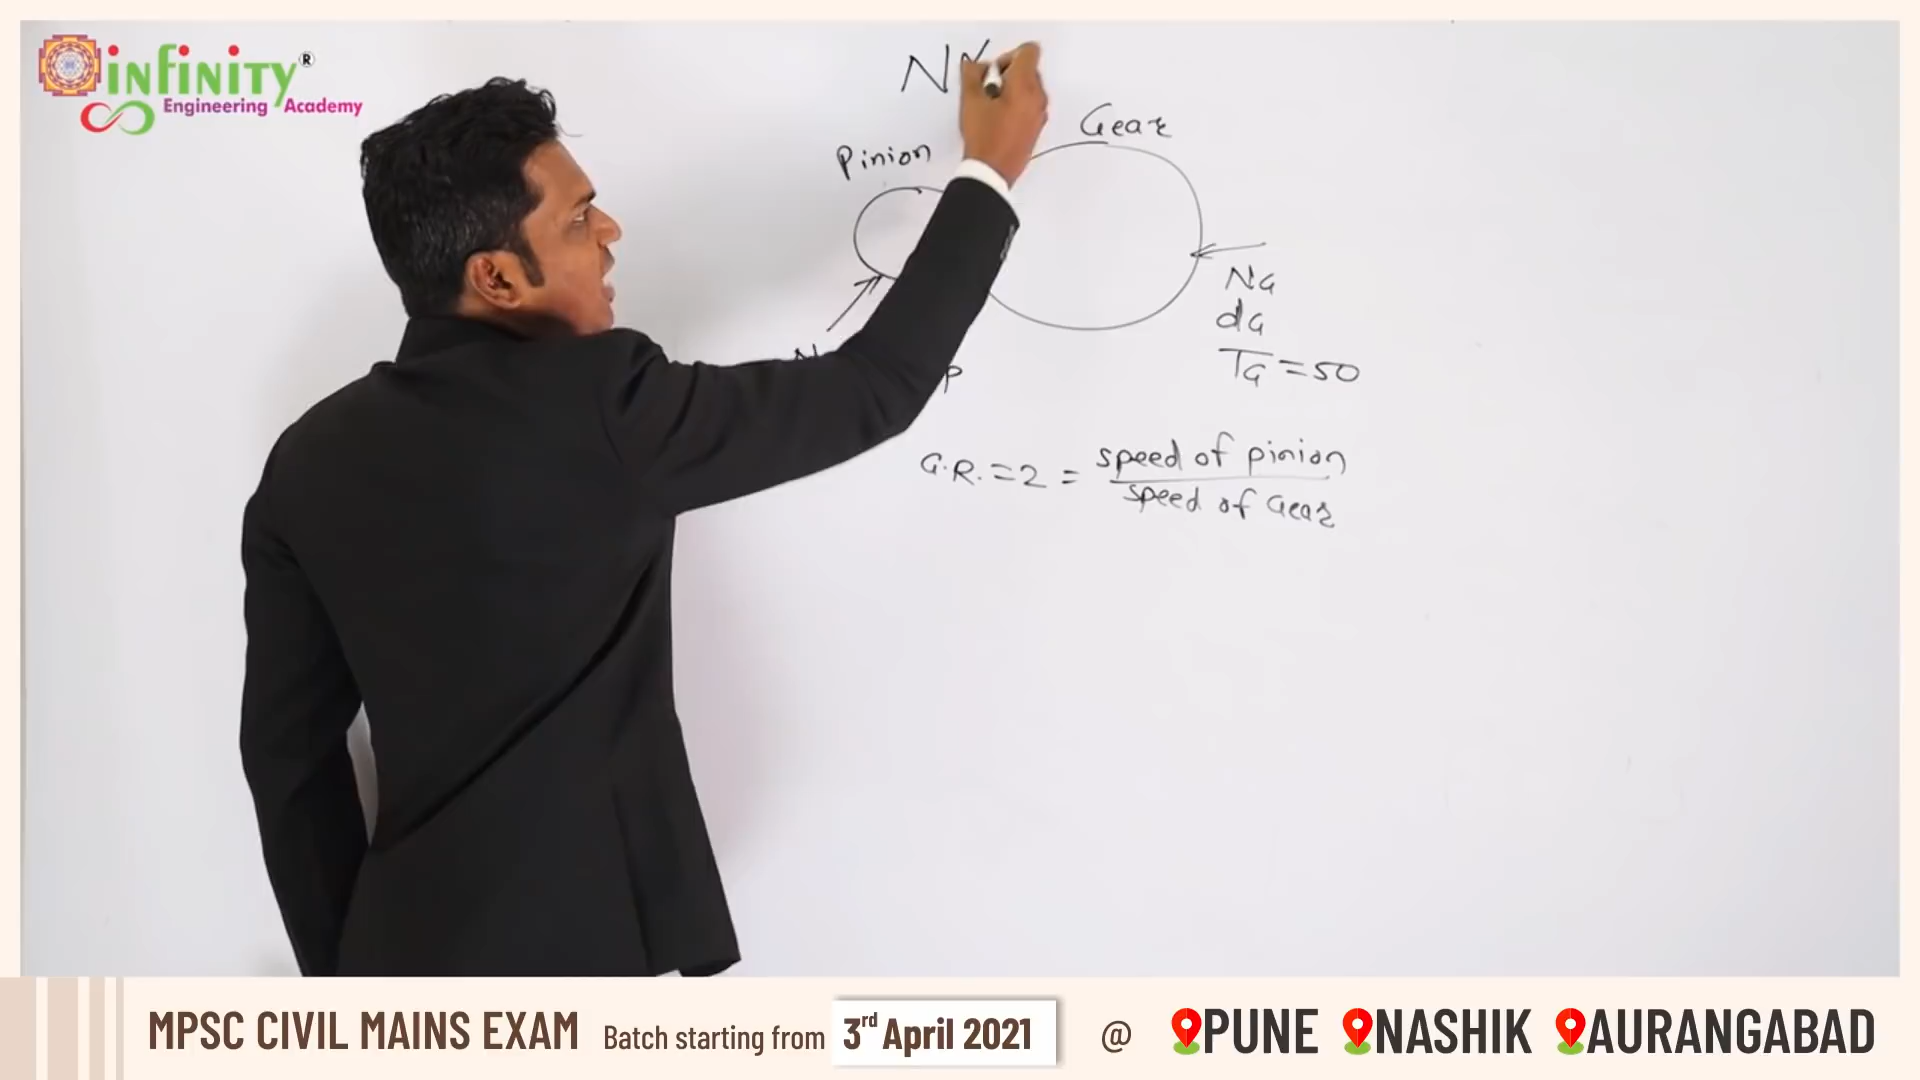 infinity®
Engineering Academy
NN
Gear
Pinion
NG
dG
TG = 50
P
G.R. = 2 = speed of pinion
speed of Gear
MPSC CIVIL MAINS EXAM Batch starting from 3rd April 2021 @ PUNE NASHIK AURANGABAD